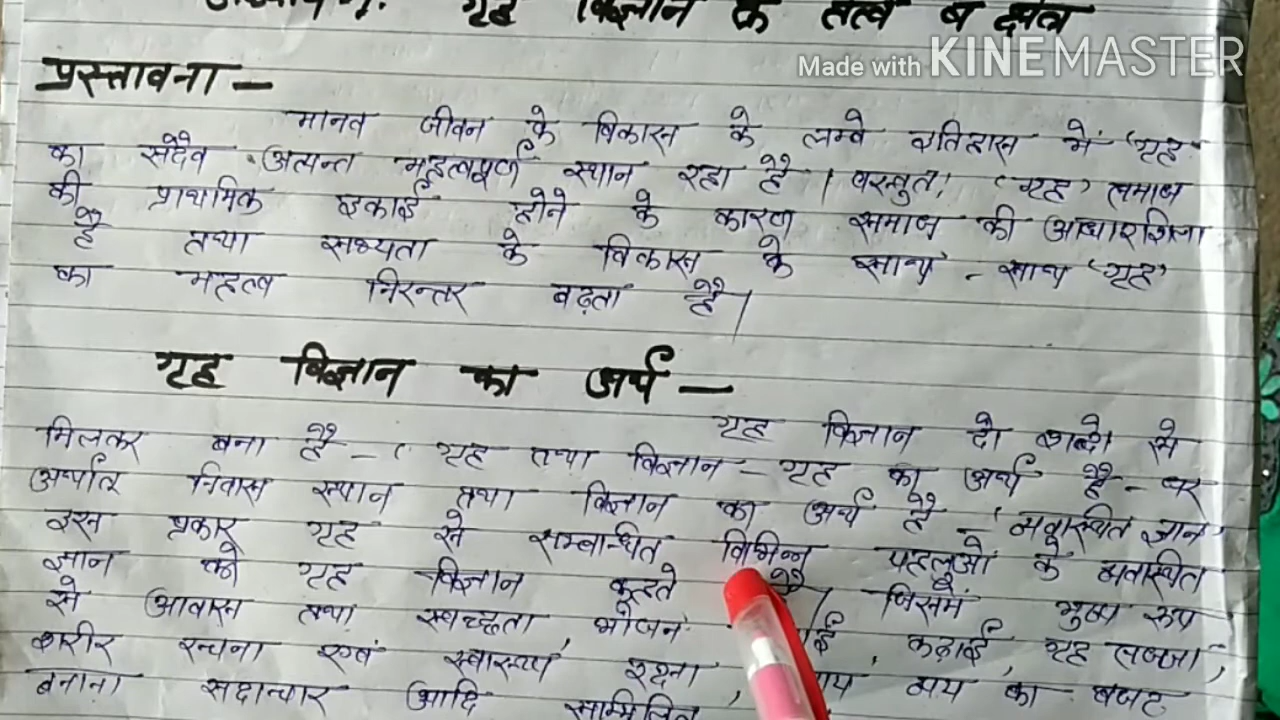 गृह विज्ञान के तत्व व क्षेत्र
Made with KINEMASTER
प्रस्तावना —
मानव जीवन के विकास के लम्बे इतिहास में 'गृह'
का सदैव अत्यन्त महत्वपूर्ण स्थान रहा है। वस्तुतः 'गृह' समाज
की प्राथमिक इकाई होने के कारण समाज की आधारशिला
है तथा सभ्यता के विकास के साथ - साथ 'गृह'
का महत्व निरन्तर बढ़ता है।
गृह विज्ञान का अर्थ —
गृह विज्ञान दो शब्दो से
मिलकर बना है - ' गृह तथा विज्ञान - गृह का अर्थ है - घर
अर्थात निवास स्थान तथा विज्ञान का अर्थ है - 'व्यवस्थित ज्ञान'
इस प्रकार गृह से सम्बन्धित विभिन्न पहलूओ के व्यवस्थित
ज्ञान को गृह विज्ञान कहते है। जिसमें मुख्य रूप
से आवास तथा स्वच्छता, भोजन कढ़ाई, गृह सज्जा,
शरीर रचना एवं स्वास्थ्य रक्षा, व्यय का बजट
बनाना सदाचार आदि सम्मिलित